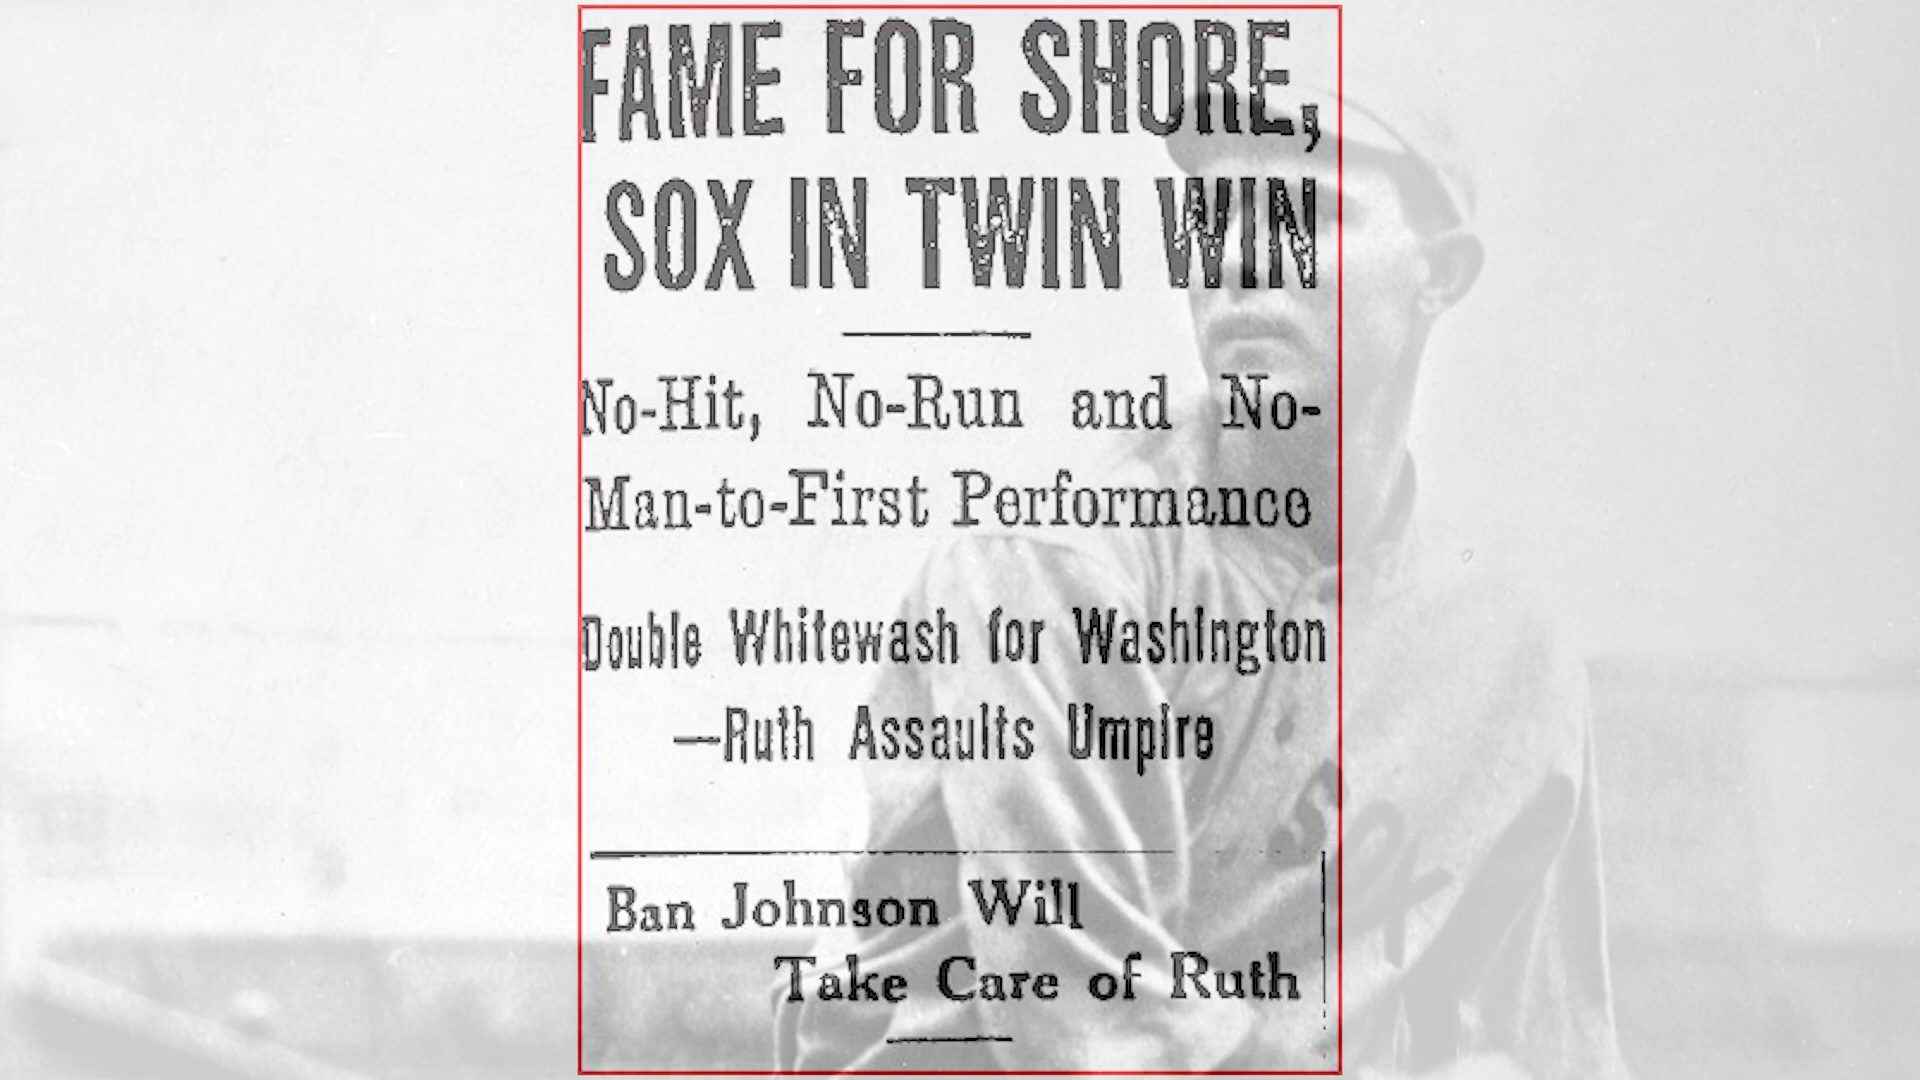 FAME FOR SHORE,
SOX IN TWIN WIN
No-Hit, No-Run and No-
Man-to-First Performance
Double Whitewash for Washington
—Ruth Assaults Umpire
Ban Johnson Will
Take Care of Ruth